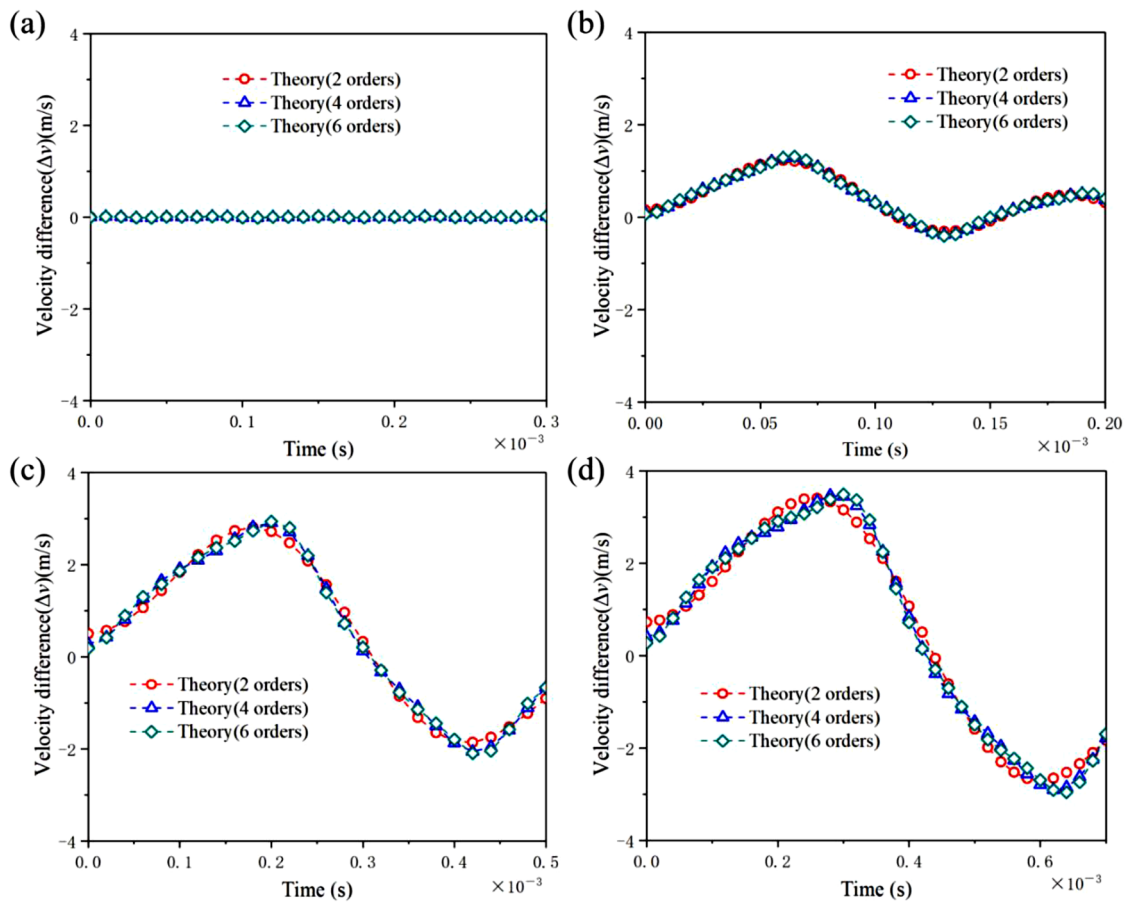 (a)
4
2
0
−2
−4
Velocity difference(Δv)(m/s)
Theory(2 orders)
Theory(4 orders)
Theory(6 orders)
0.0 0.1 0.2 0.3
Time (s) ×10−3
(b)
4
2
0
−2
−4
Velocity difference(Δv)(m/s)
Theory(2 orders)
Theory(4 orders)
Theory(6 orders)
0.00 0.05 0.10 0.15 0.20
Time (s) ×10−3
(c)
4
2
0
−2
−4
Velocity difference(Δv)(m/s)
Theory(2 orders)
Theory(4 orders)
Theory(6 orders)
0.0 0.1 0.2 0.3 0.4 0.5
Time (s) ×10−3
(d)
4
2
0
−2
−4
Velocity difference(Δv)(m/s)
Theory(2 orders)
Theory(4 orders)
Theory(6 orders)
0.0 0.2 0.4 0.6
Time (s) ×10−3